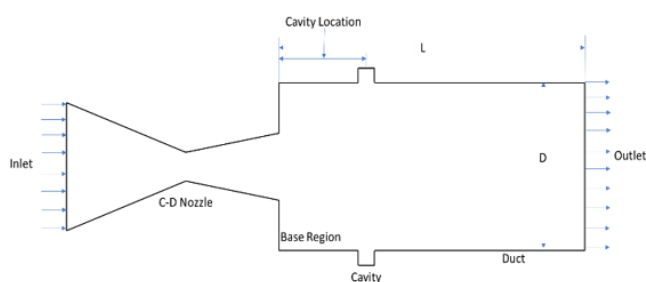 Cavity Location
L
Inlet
D
Outlet
C-D Nozzle
Base Region
Duct
Cavity